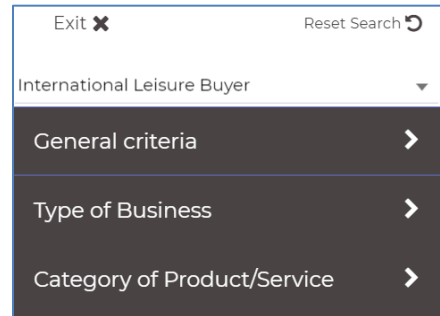 Exit ✖ Reset Search
International Leisure Buyer
General criteria
Type of Business
Category of Product/Service